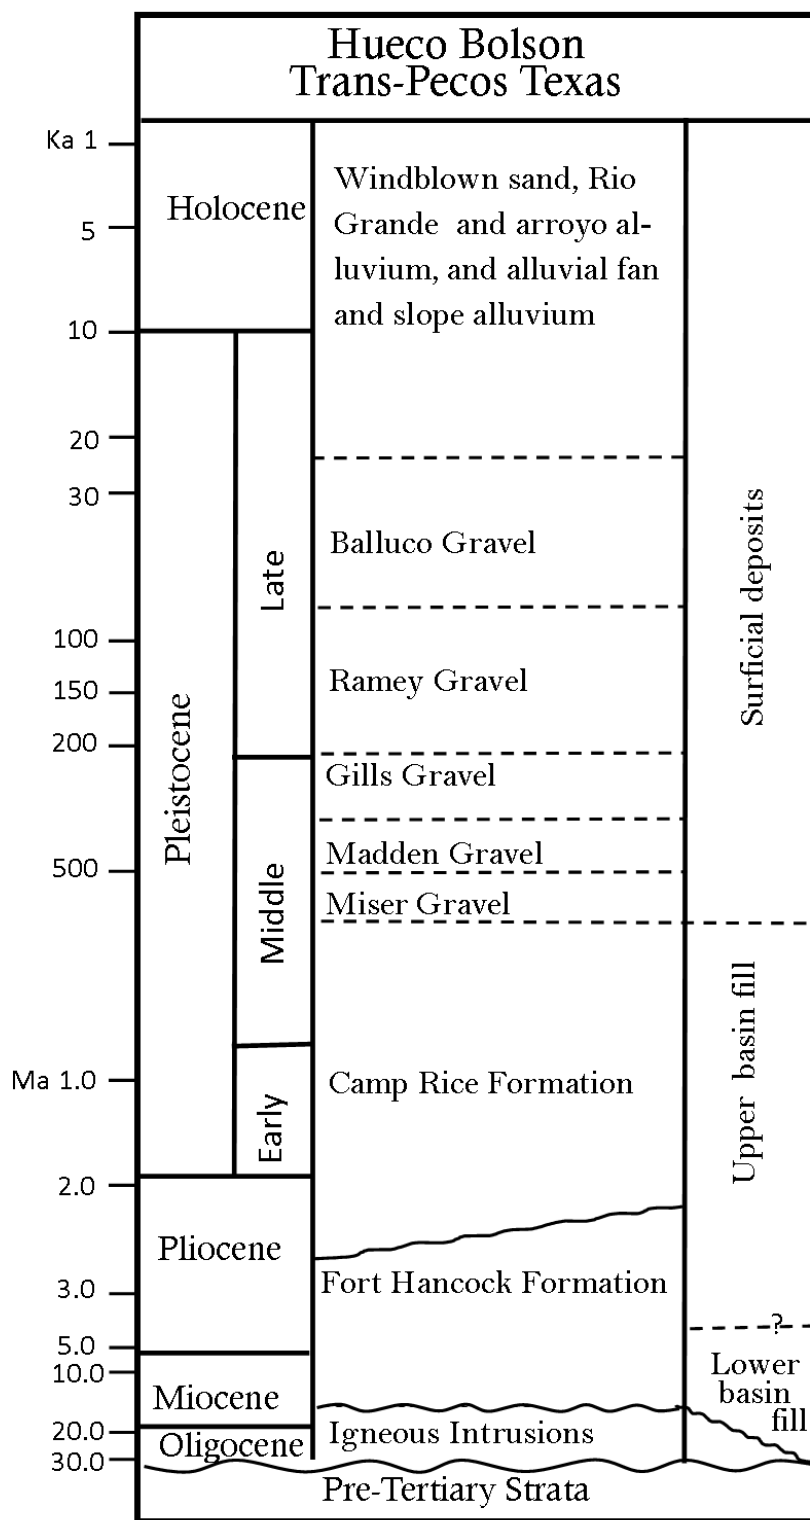 Hueco Bolson
Trans-Pecos Texas
Ka 1
5
10
20
30
100
150
200
500
Ma 1.0
2.0
3.0
5.0
10.0
20.0
30.0
Holocene
Pleistocene
Late
Middle
Early
Pliocene
Miocene
Oligocene
Windblown sand, Rio
Grande and arroyo al-
luvium, and alluvial fan
and slope alluvium
Balluco Gravel
Ramey Gravel
Gills Gravel
Madden Gravel
Miser Gravel
Camp Rice Formation
Fort Hancock Formation
Igneous Intrusions
Pre-Tertiary Strata
Surficial deposits
Upper basin fill
?
Lower
basin
fill